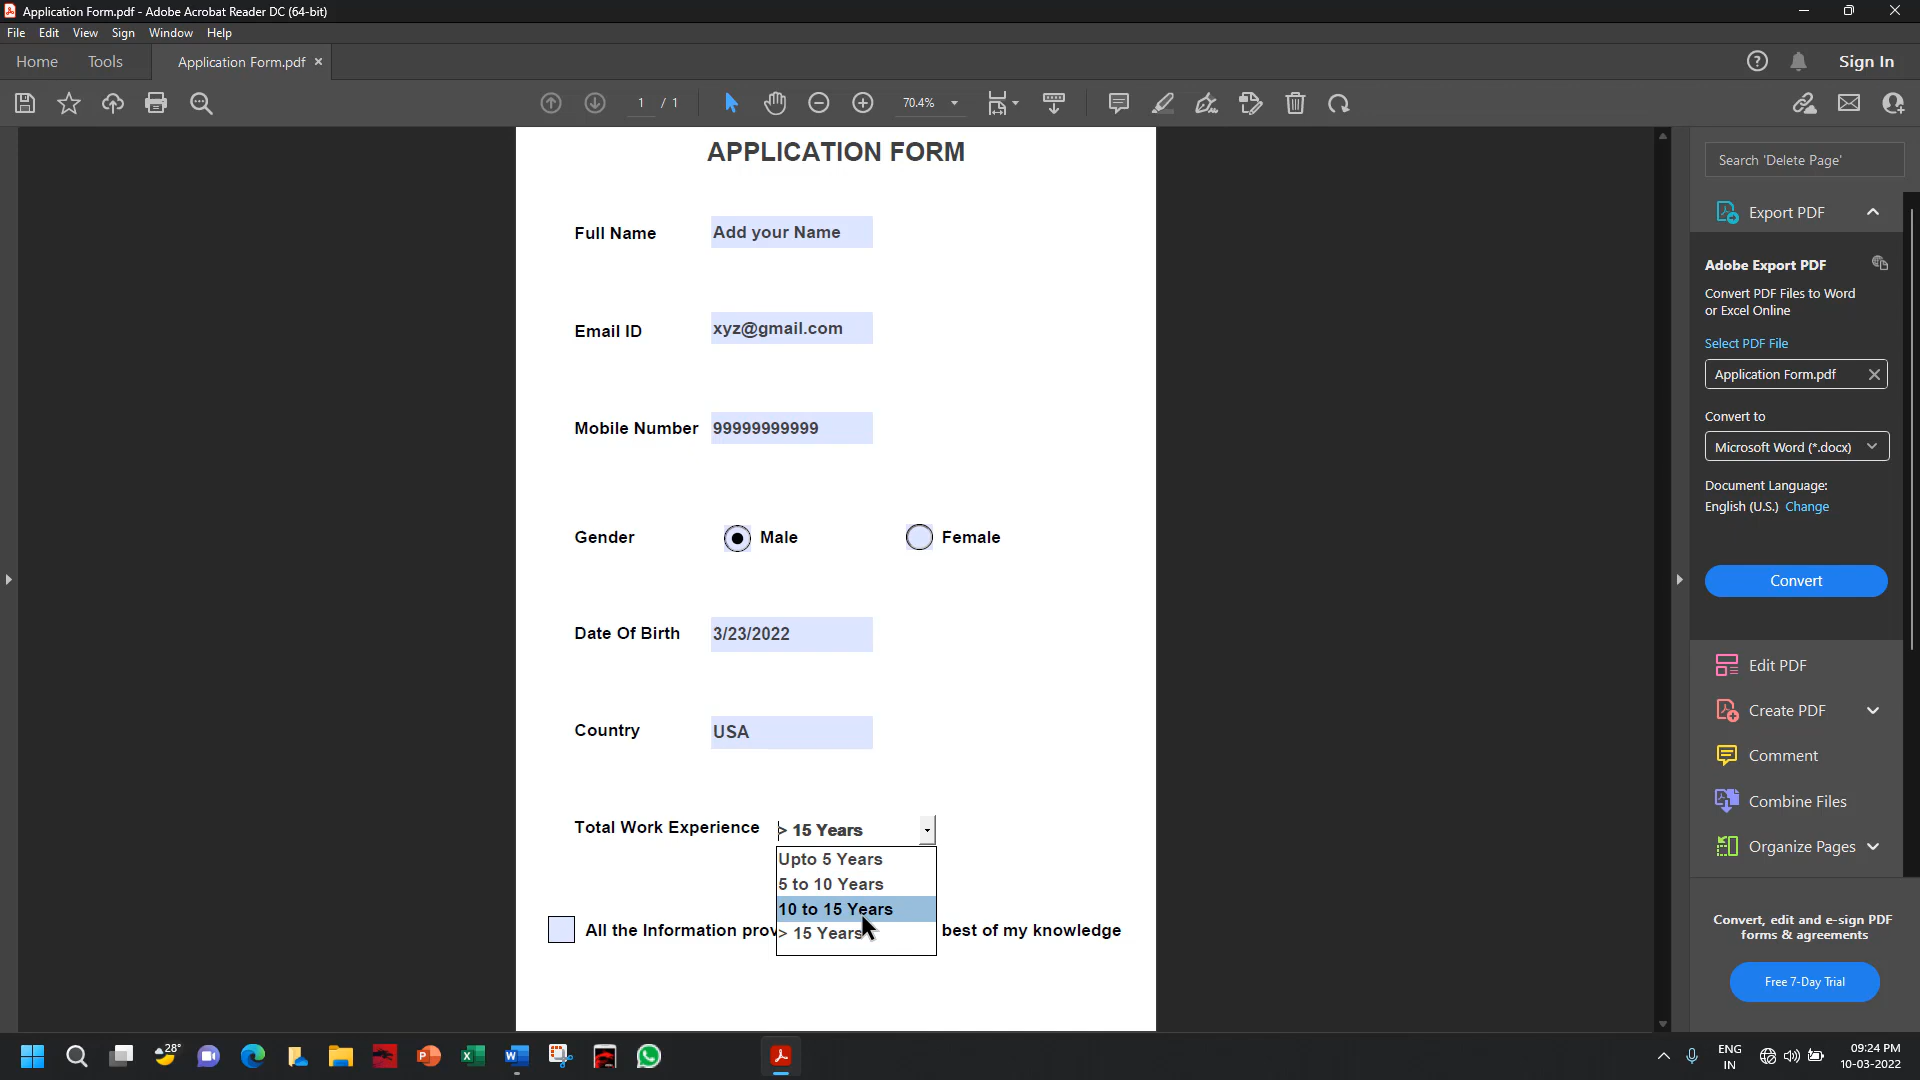 Application Form.pdf - Adobe Acrobat Reader DC (64-bit)
File Edit View Sign Window Help
Home Tools Application Form.pdf × Sign In
1 / 1 70.4%
APPLICATION FORM
Full Name Add your Name
Email ID xyz@gmail.com
Mobile Number 99999999999
Gender Male Female
Date Of Birth 3/23/2022
Country USA
Total Work Experience > 15 Years
Upto 5 Years
5 to 10 Years
10 to 15 Years
> 15 Years
All the Information prov best of my knowledge
Search 'Delete Page'
Export PDF
Adobe Export PDF
Convert PDF Files to Word
or Excel Online
Select PDF File
Application Form.pdf
Convert to
Microsoft Word (*.docx)
Document Language:
English (U.S.) Change
Convert
Edit PDF
Create PDF
Comment
Combine Files
Organize Pages
Convert, edit and e-sign PDF
forms & agreements
Free 7-Day Trial
28°
ENG
IN
09:24 PM
10-03-2022